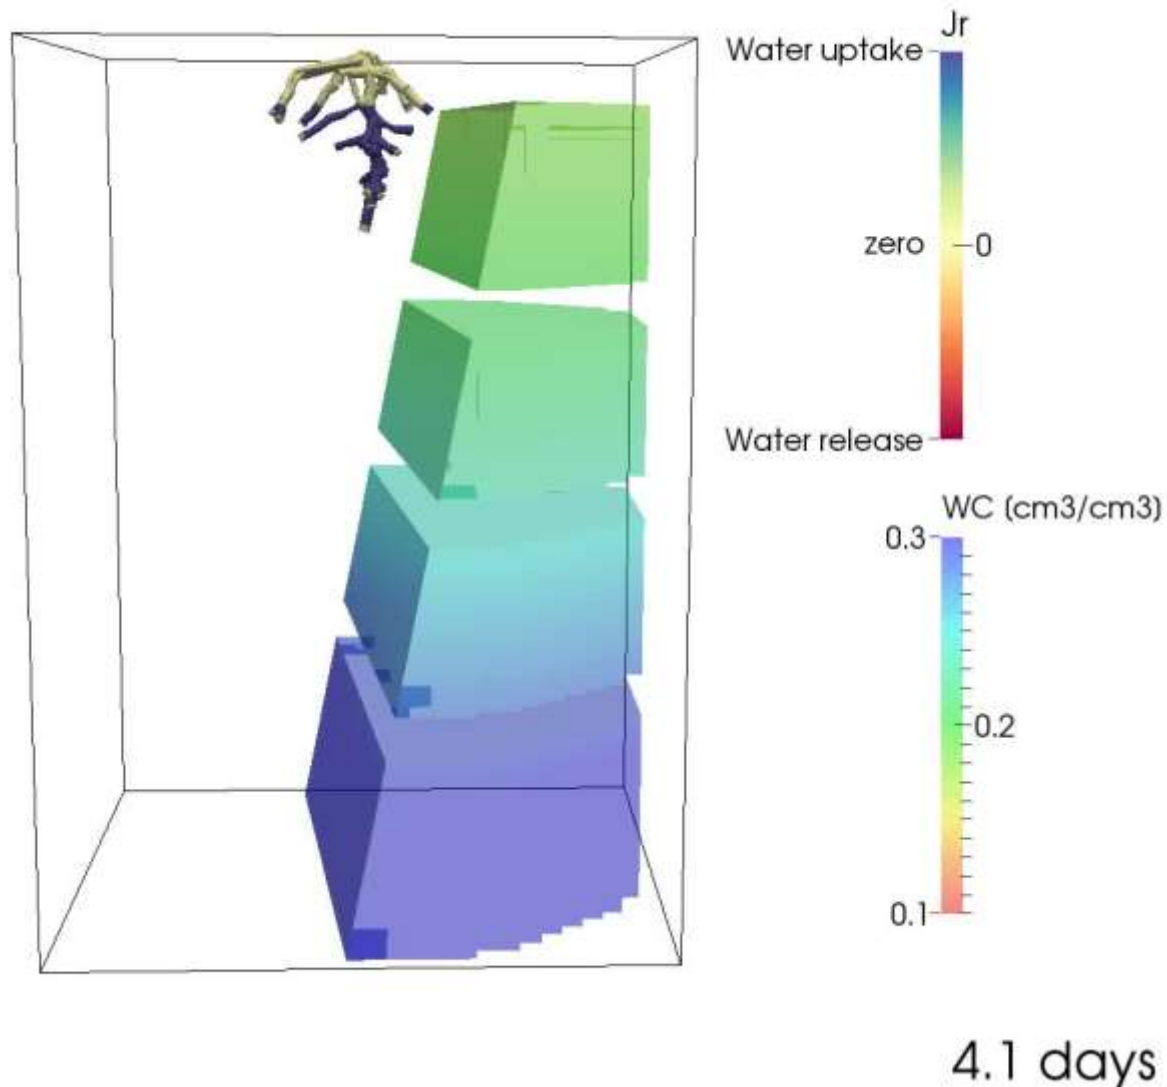 Jr
Water uptake
zero 0
Water release
WC (cm3/cm3)
0.3
0.2
0.1
4.1 days